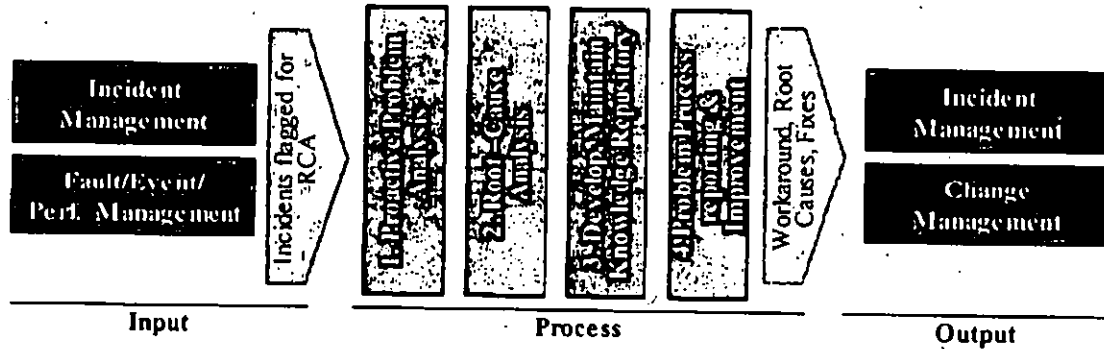 Incident
Management
Fault/Event/
Perf. Management
Incidents flagged for
RCA
1. Proactive Problem
Analysis
2. Root-Cause
Analysis
3. Develop/Maintain
Knowledg Repository
4. Problem Process
reporting &
Improvement
Workaround, Root
Causes, Fixes
Incident
Management
Change
Management
Input
Process
Output